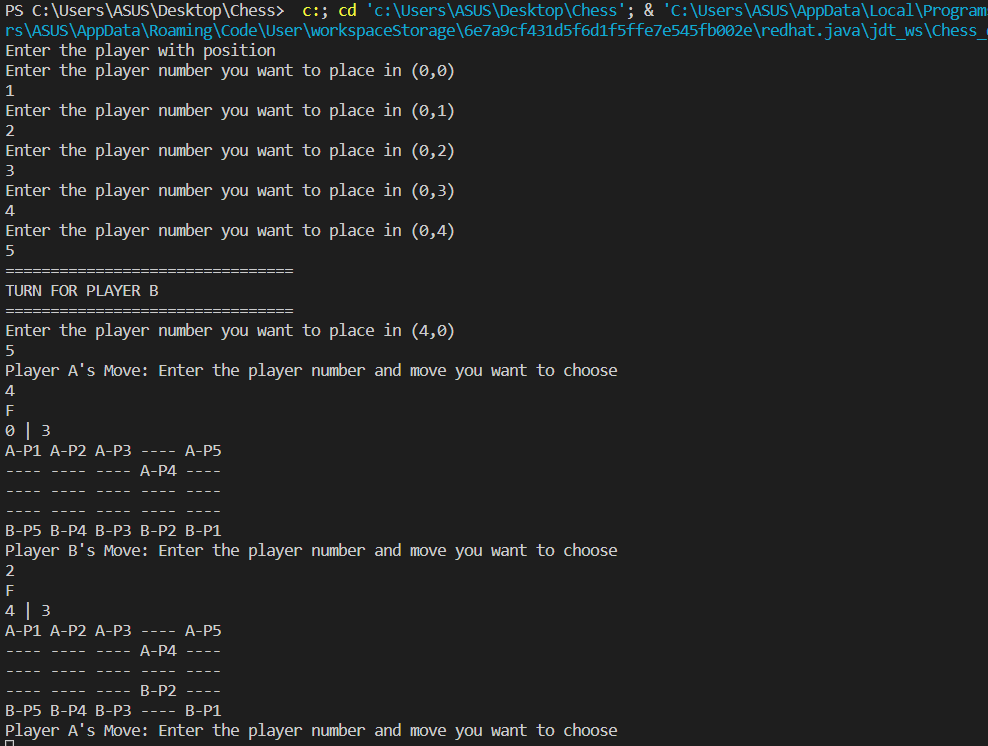 PS C:\Users\ASUS\Desktop\Chess>  c:; cd 'c:\Users\ASUS\Desktop\Chess'; & 'C:\Users\ASUS\AppData\Local\Program
rs\ASUS\AppData\Roaming\Code\User\workspaceStorage\6e7a9cf431d5f6d1f5ffe7e545fb002e\redhat.java\jdt_ws\Chess_
Enter the player with position
Enter the player number you want to place in (0,0)
1
Enter the player number you want to place in (0,1)
2
Enter the player number you want to place in (0,2)
3
Enter the player number you want to place in (0,3)
4
Enter the player number you want to place in (0,4)
5
================================
TURN FOR PLAYER B
================================
Enter the player number you want to place in (4,0)
5
Player A's Move: Enter the player number and move you want to choose
4
F
0 | 3
A-P1 A-P2 A-P3 ---- A-P5
---- ---- ---- A-P4 ----
---- ---- ---- ---- ----
---- ---- ---- ---- ----
B-P5 B-P4 B-P3 B-P2 B-P1
Player B's Move: Enter the player number and move you want to choose
2
F
4 | 3
A-P1 A-P2 A-P3 ---- A-P5
---- ---- ---- A-P4 ----
---- ---- ---- ---- ----
---- ---- ---- B-P2 ----
B-P5 B-P4 B-P3 ---- B-P1
Player A's Move: Enter the player number and move you want to choose